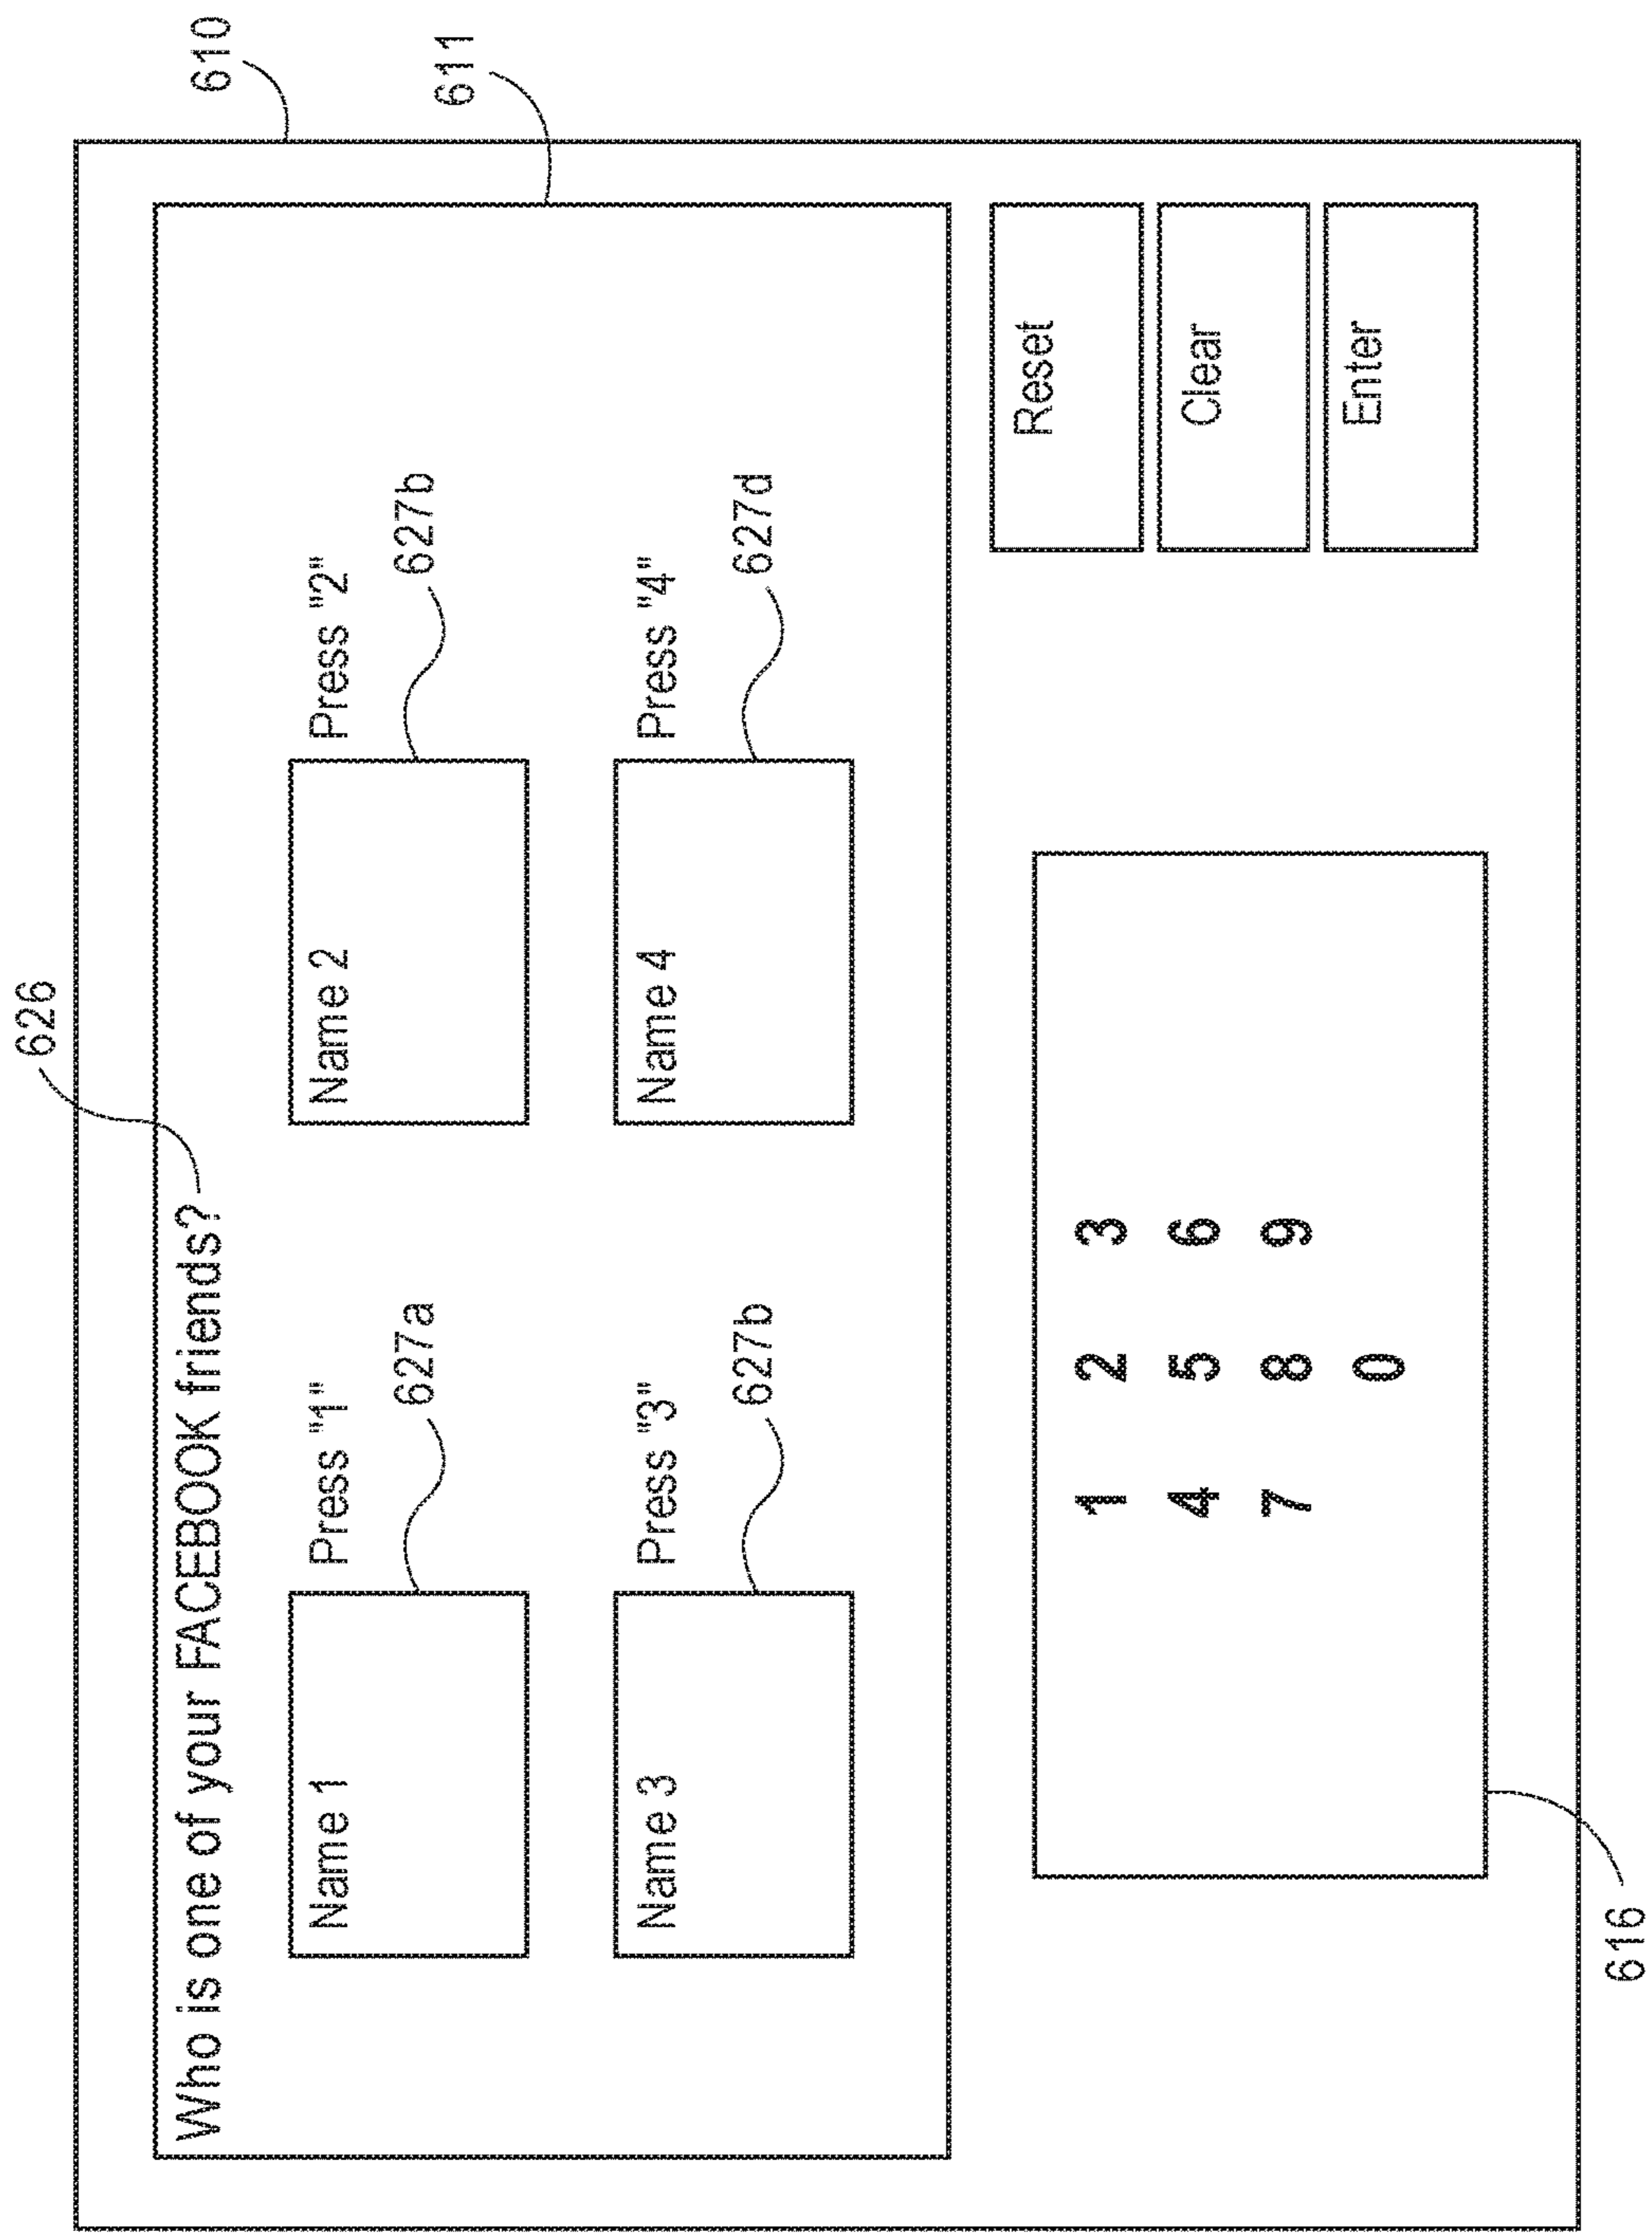 610
611
626
Who is one of your FACEBOOK friends?
Name 1 Press "1" Name 2 Press "2"
627a 627b
Name 3 Press "3" Name 4 Press "4"
627b 627d
Reset
Clear
Enter
1 2 3
4 5 6
7 8 9
0
616